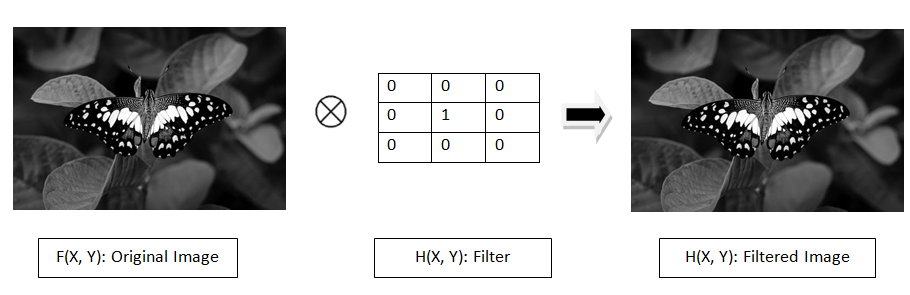 0 0 0
0 1 0
0 0 0
F(X, Y): Original Image
H(X, Y): Filter
H(X, Y): Filtered Image